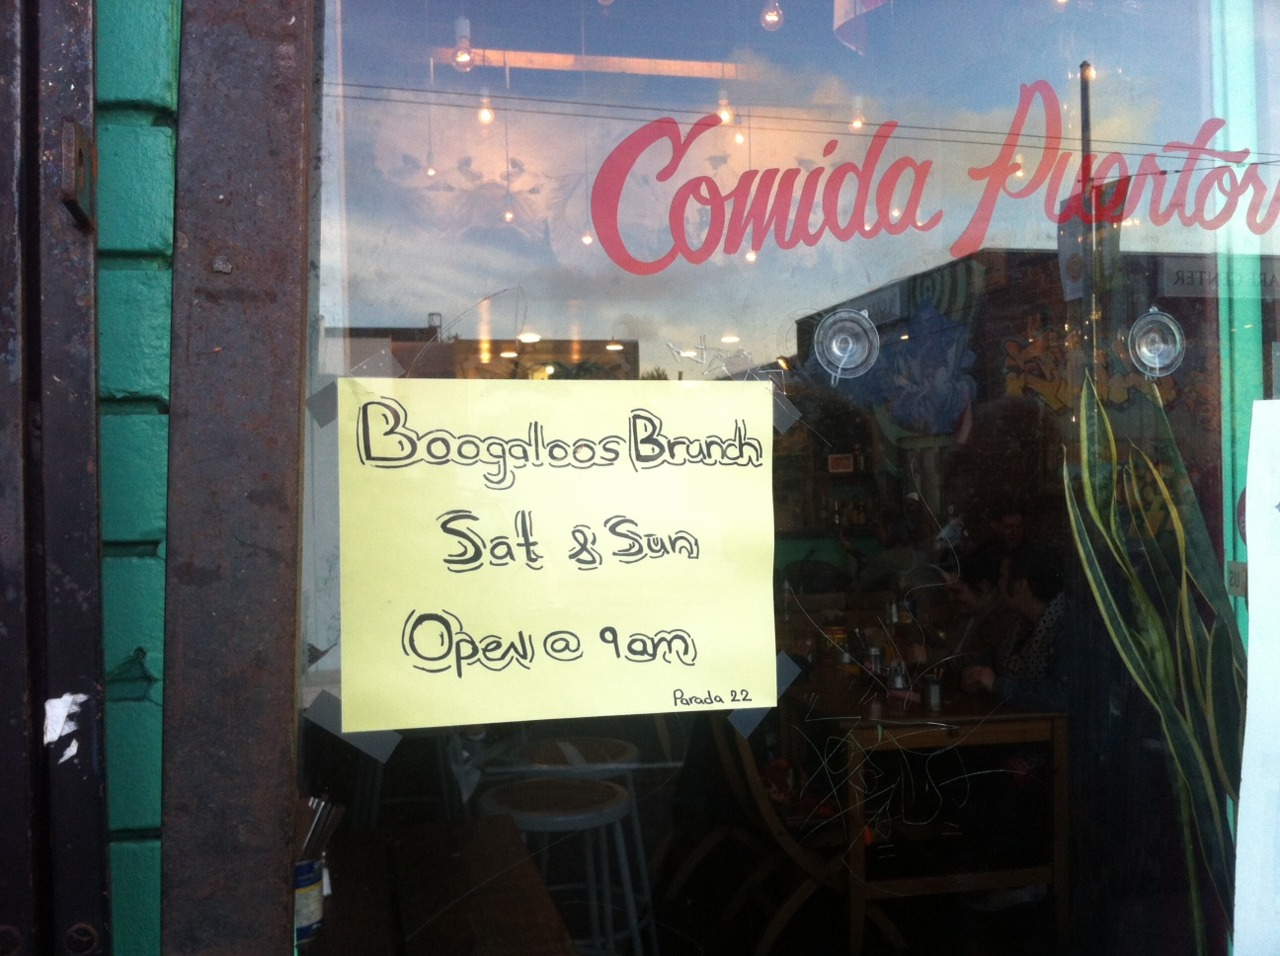 Comida Puertor
Boogaloos Brunch
Sat & Sun
Open @ 9am
Parada 22